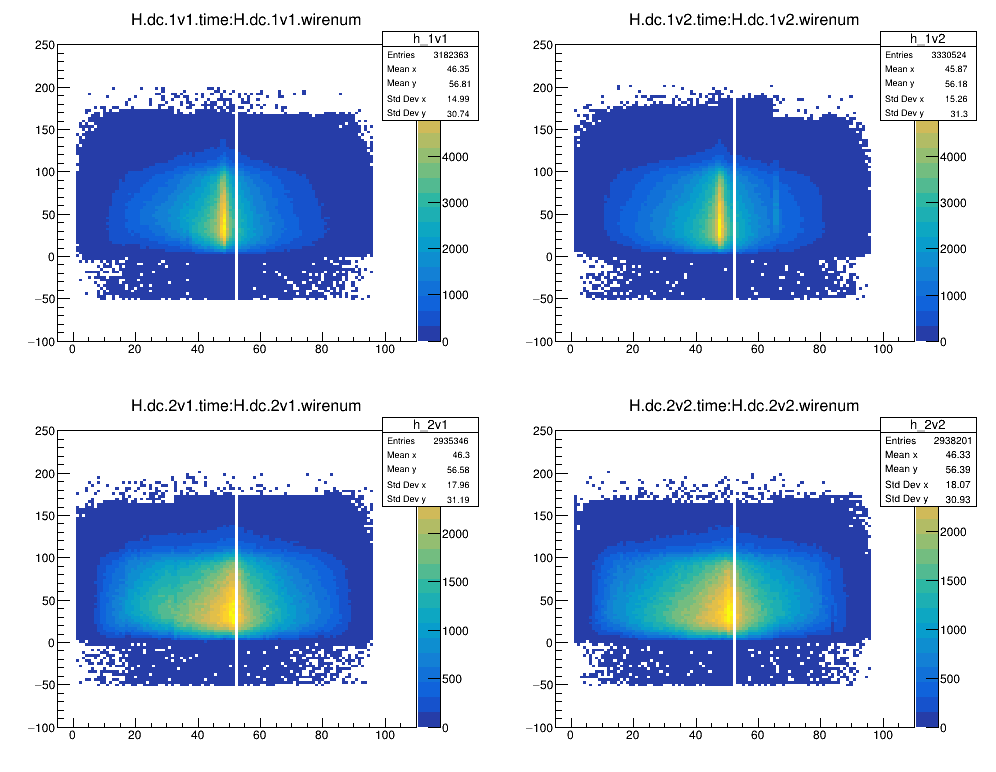 H.dc.1v1.time:H.dc.1v1.wirenum
h_1v1
Entries 3182363
Mean x 46.35
Mean y 56.81
Std Dev x 14.99
Std Dev y 30.74
250
200
150
100
50
0
−50
−100
0 20 40 60 80 100
4000
3000
2000
1000
0
H.dc.1v2.time:H.dc.1v2.wirenum
h_1v2
Entries 3330524
Mean x 45.87
Mean y 56.18
Std Dev x 15.26
Std Dev y 31.3
250
200
150
100
50
0
−50
−100
0 20 40 60 80 100
4000
3000
2000
1000
0
H.dc.2v1.time:H.dc.2v1.wirenum
h_2v1
Entries 2935346
Mean x 46.3
Mean y 56.58
Std Dev x 17.96
Std Dev y 31.19
250
200
150
100
50
0
−50
−100
0 20 40 60 80 100
2000
1500
1000
500
0
H.dc.2v2.time:H.dc.2v2.wirenum
h_2v2
Entries 2938201
Mean x 46.33
Mean y 56.39
Std Dev x 18.07
Std Dev y 30.93
250
200
150
100
50
0
−50
−100
0 20 40 60 80 100
2000
1500
1000
500
0